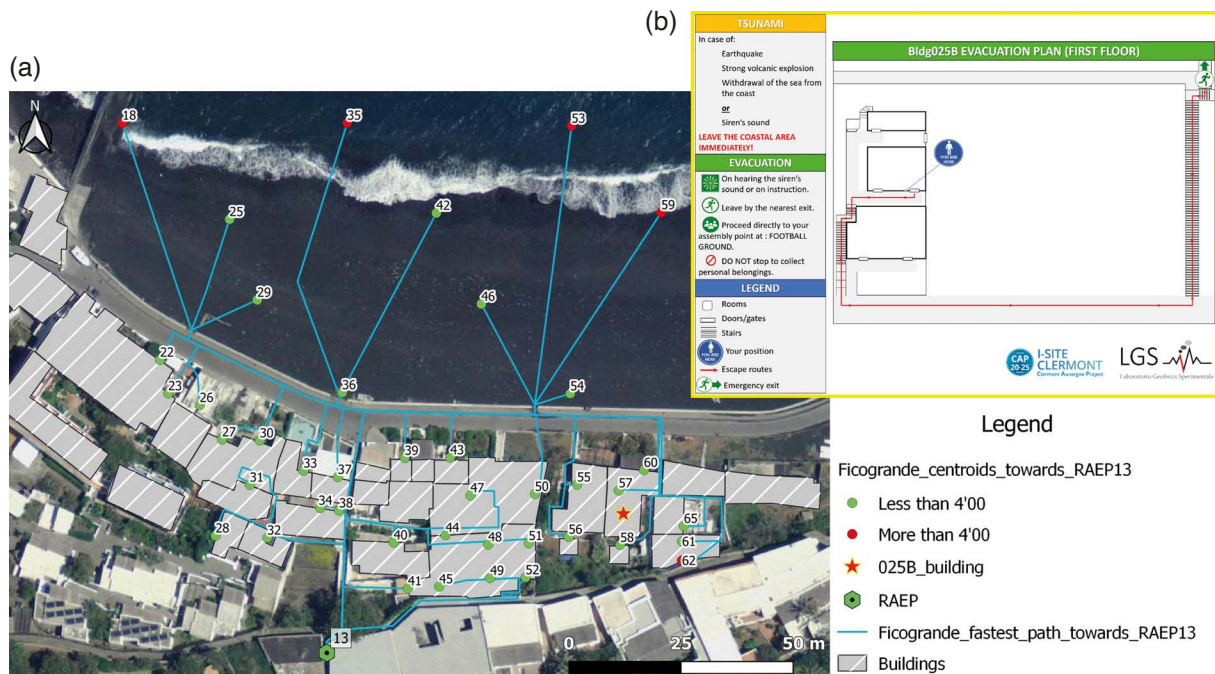 (a)
N
18
35
53
59
25
42
29
46
22
23
26
36
54
27
30
31
33
37
39
43
47
50
55
57
60
34
38
28
32
40
44
48
51
56
58
65
61
62
41
45
49
52
13
0 25 50 m
(b)
TSUNAMI
In case of:
Earthquake
Strong volcanic explosion
Withdrawal of the sea from
the coast
or
Siren's sound
LEAVE THE COASTAL AREA
IMMEDIATELY!
EVACUATION
On hearing the siren's
sound or on instruction.
Leave by the nearest exit.
Proceed directly to your
assembly point at : FOOTBALL
GROUND.
DO NOT stop to collect
personal belongings.
LEGEND
Rooms
Doors/gates
Stairs
YOU ARE
HERE
Your position
Escape routes
Emergency exit
Bldg025B EVACUATION PLAN (FIRST FLOOR)
YOU ARE
HERE
CAP
20-25
I-SITE
CLERMONT
Clermont Auvergne Project
LGS
Laboratorio Geofisica Sperimentale
Legend
Ficogrande_centroids_towards_RAEP13
Less than 4'00
More than 4'00
025B_building
RAEP
Ficogrande_fastest_path_towards_RAEP13
Buildings